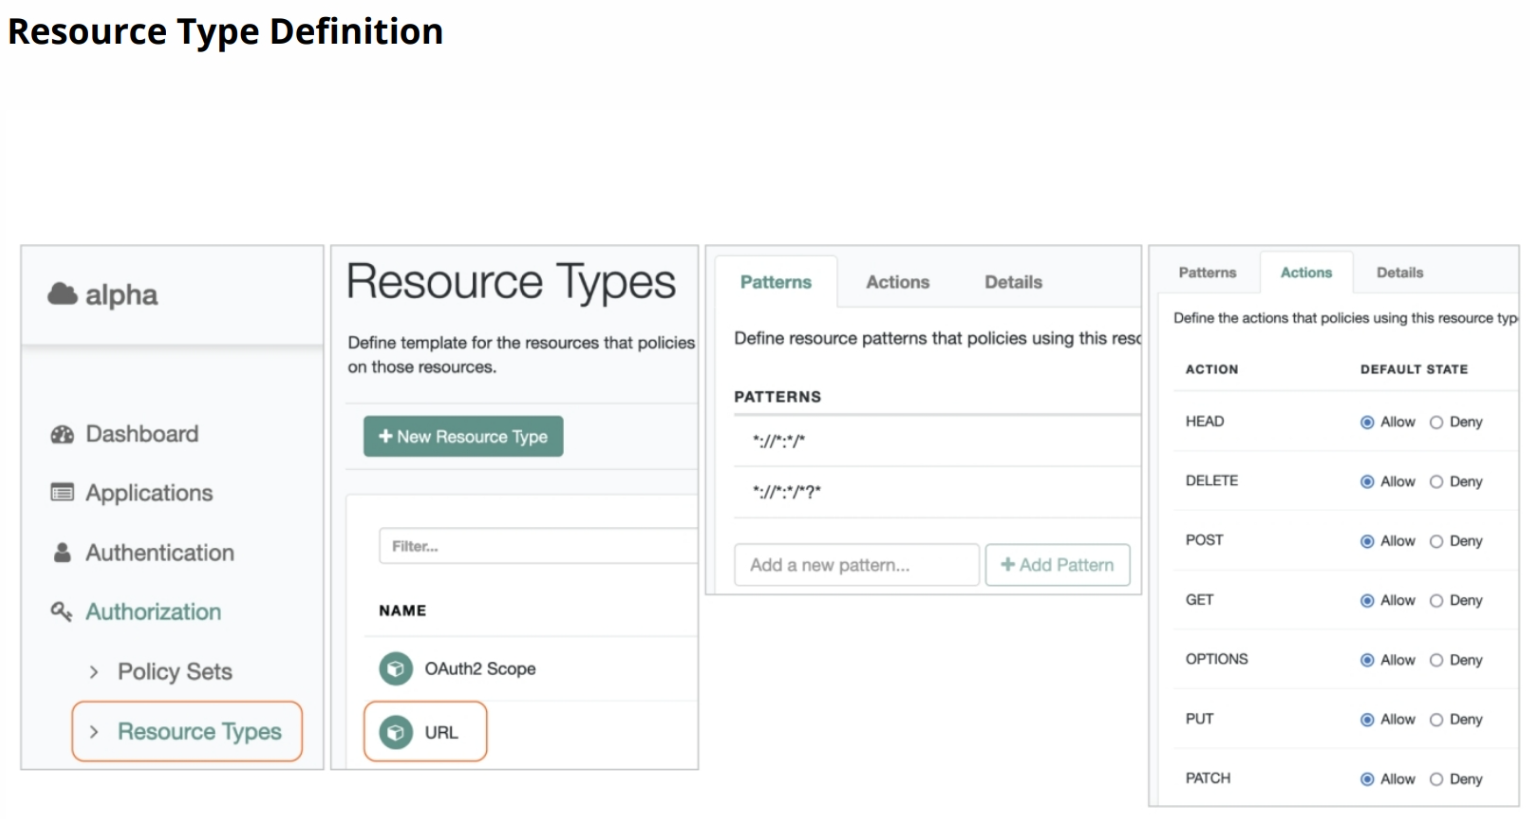 Resource Type Definition
alpha
Dashboard
Applications
Authentication
Authorization
Policy Sets
Resource Types
Resource Types
Define template for the resources that policies
on those resources.
+ New Resource Type
Filter...
NAME
OAuth2 Scope
URL
Patterns Actions Details
Define resource patterns that policies using this resc
PATTERNS
*://*:*/*
*://*:*/*?*
Add a new pattern... + Add Pattern
Patterns Actions Details
Define the actions that policies using this resource typ
ACTION DEFAULT STATE
HEAD Allow Deny
DELETE Allow Deny
POST Allow Deny
GET Allow Deny
OPTIONS Allow Deny
PUT Allow Deny
PATCH Allow Deny